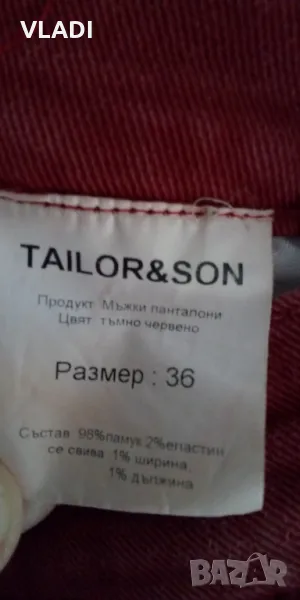 VLADI
TAILOR&SON
Продукт Мъжки панталони
Цвят тъмно червено
Размер : 36
Състав 98%памук 2%еластин
се свива 1% ширина
1% дължина
bazar